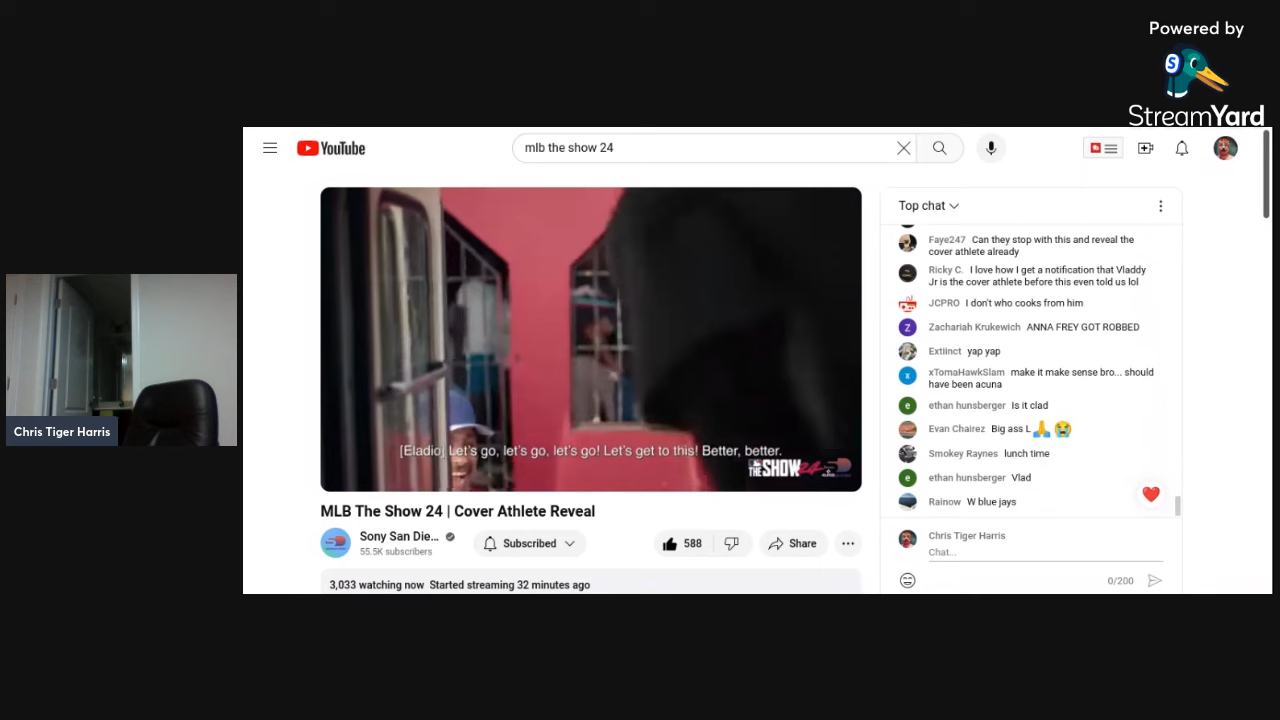 Powered by
StreamYard
YouTube
mlb the show 24
Top chat
Faye247 Can they stop with this and reveal the
cover athlete already
Ricky C. I love how I get a notification that Vladdy
Jr is the cover athlete before this even told us lol
JCPRO I don't who cooks from him
Z
Zachariah Krukewich ANNA FREY GOT ROBBED
Extiinct yap yap
x
xTomaHawkSlam make it make sense bro... should
have been acuna
e
ethan hunsberger Is it clad
Evan Chairez Big ass L 🙏 😭
Smokey Raynes lunch time
e
ethan hunsberger Vlad
Rainow W blue jays
Chris Tiger Harris
Chat...
0/200
Chris Tiger Harris
[Eladio] Let's go, let's go, let's go! Let's get to this! Better, better.
THE SHOW 24
MLB The Show 24 | Cover Athlete Reveal
Sony San Die...
55.5K subscribers
Subscribed
588
Share
3,033 watching now Started streaming 32 minutes ago